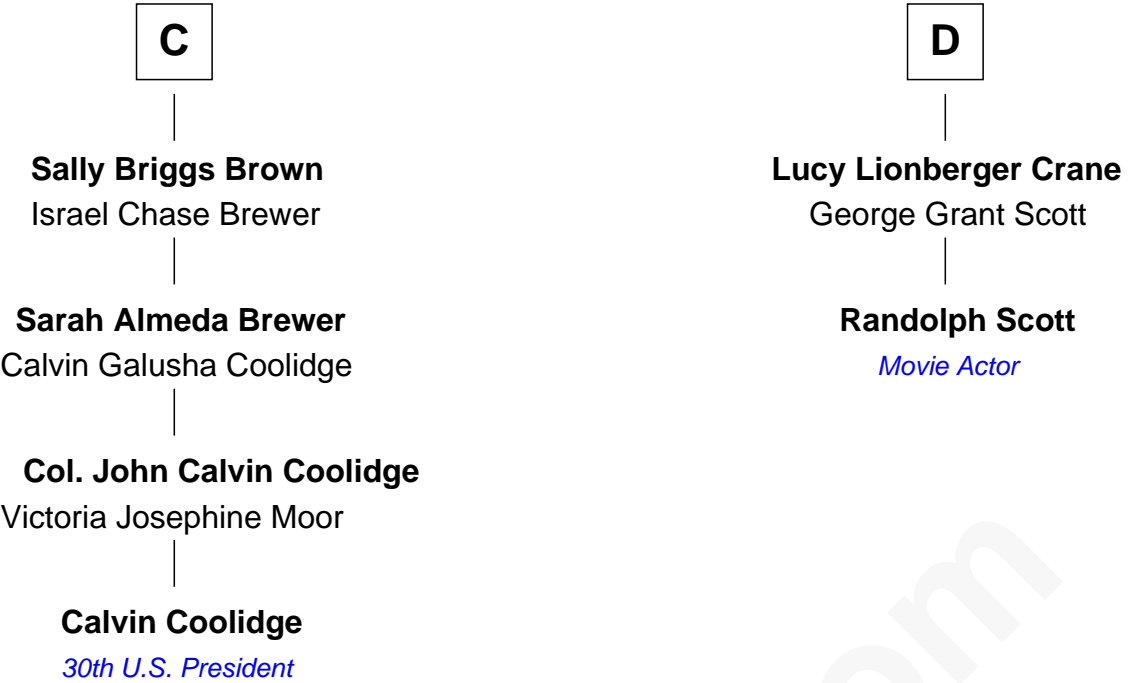 C
Sally Briggs Brown
Israel Chase Brewer
Sarah Almeda Brewer
Calvin Galusha Coolidge
Col. John Calvin Coolidge
Victoria Josephine Moor
Calvin Coolidge
30th U.S. President
D
Lucy Lionberger Crane
George Grant Scott
Randolph Scott
Movie Actor
om